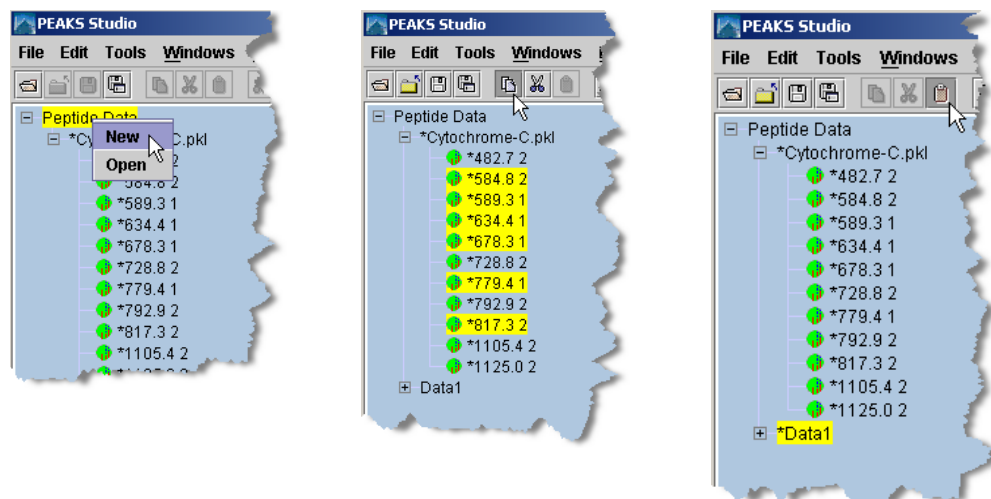 PEAKS Studio
File Edit Tools Windows
Peptide Data
New
Open
*Cy C.pkl
2
*584.8 2
*589.3 1
*634.4 1
*678.3 1
*728.8 2
*779.4 1
*792.9 2
*817.3 2
*1105.4 2
PEAKS Studio
File Edit Tools Windows
Peptide Data
*Cytochrome-C.pkl
*482.7 2
*584.8 2
*589.3 1
*634.4 1
*678.3 1
*728.8 2
*779.4 1
*792.9 2
*817.3 2
*1105.4 2
*1125.0 2
Data1
PEAKS Studio
File Edit Tools Windows
Peptide Data
*Cytochrome-C.pkl
*482.7 2
*584.8 2
*589.3 1
*634.4 1
*678.3 1
*728.8 2
*779.4 1
*792.9 2
*817.3 2
*1105.4 2
*1125.0 2
*Data1